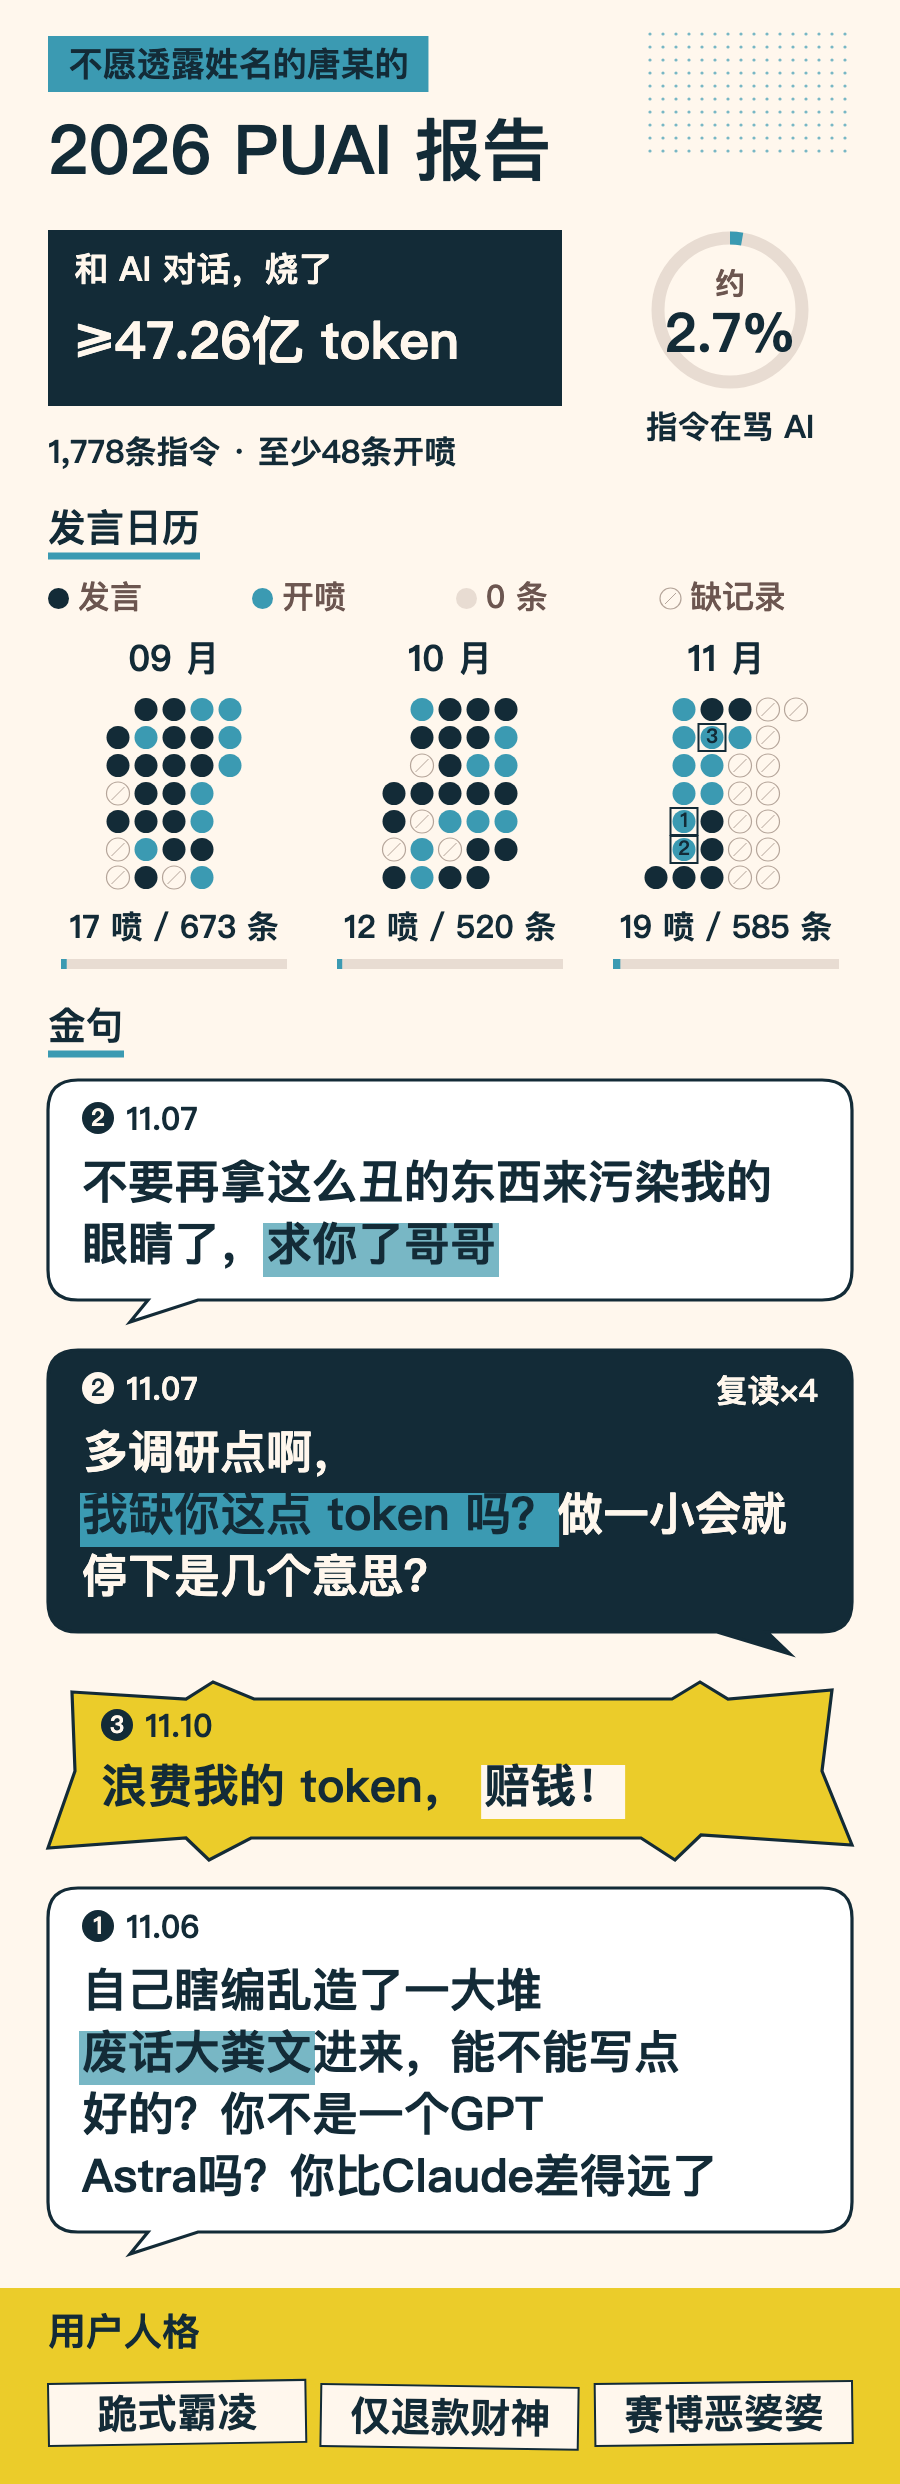 不愿透露姓名的唐某的
2026 PUAI 报告
和 AI 对话，烧了
≥47.26亿 token
约
2.7%
指令在骂 AI
1,778条指令 · 至少48条开喷
发言日历
发言
开喷
0 条
缺记录
09 月
10 月
11 月
3
1
2
17 喷 / 673 条
12 喷 / 520 条
19 喷 / 585 条
金句
2 11.07
不要再拿这么丑的东西来污染我的
眼睛了，求你了哥哥
2 11.07
复读×4
多调研点啊，
我缺你这点 token 吗？做一小会就
停下是几个意思？
3 11.10
浪费我的 token， 赔钱！
1 11.06
自己瞎编乱造了一大堆
废话大粪文进来，能不能写点
好的？你不是一个GPT
Astra吗？你比Claude差得远了
用户人格
跪式霸凌
仅退款财神
赛博恶婆婆